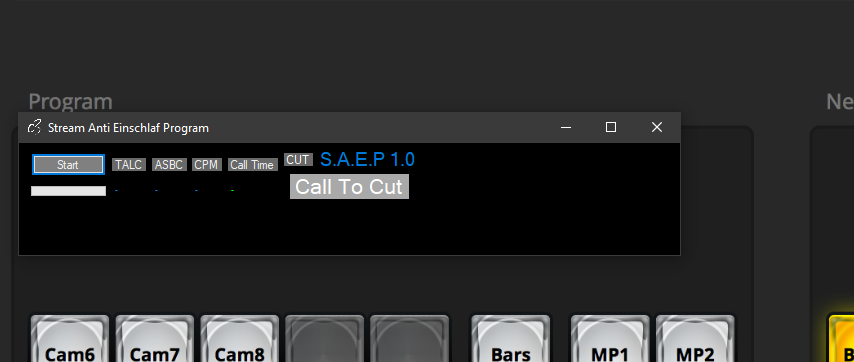 Program
Ne
Stream Anti Einschlaf Program
Start TALC ASBC CPM Call Time CUT S.A.E.P 1.0
- - - - Call To Cut
Cam6 Cam7 Cam8 Bars MP1 MP2 B